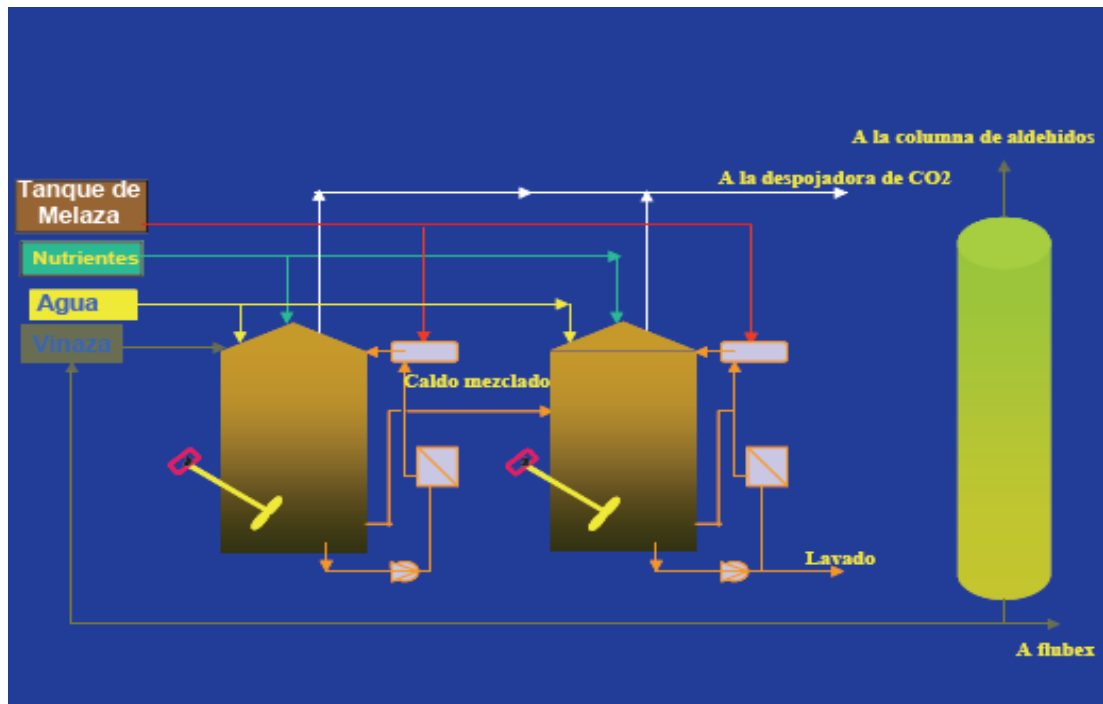 A la columna de aldehidos
A la despojadora de CO2
Tanque de
Melaza
Nutrientes
Agua
Vinaza
Caldo mezclado
Lavado
A flubex